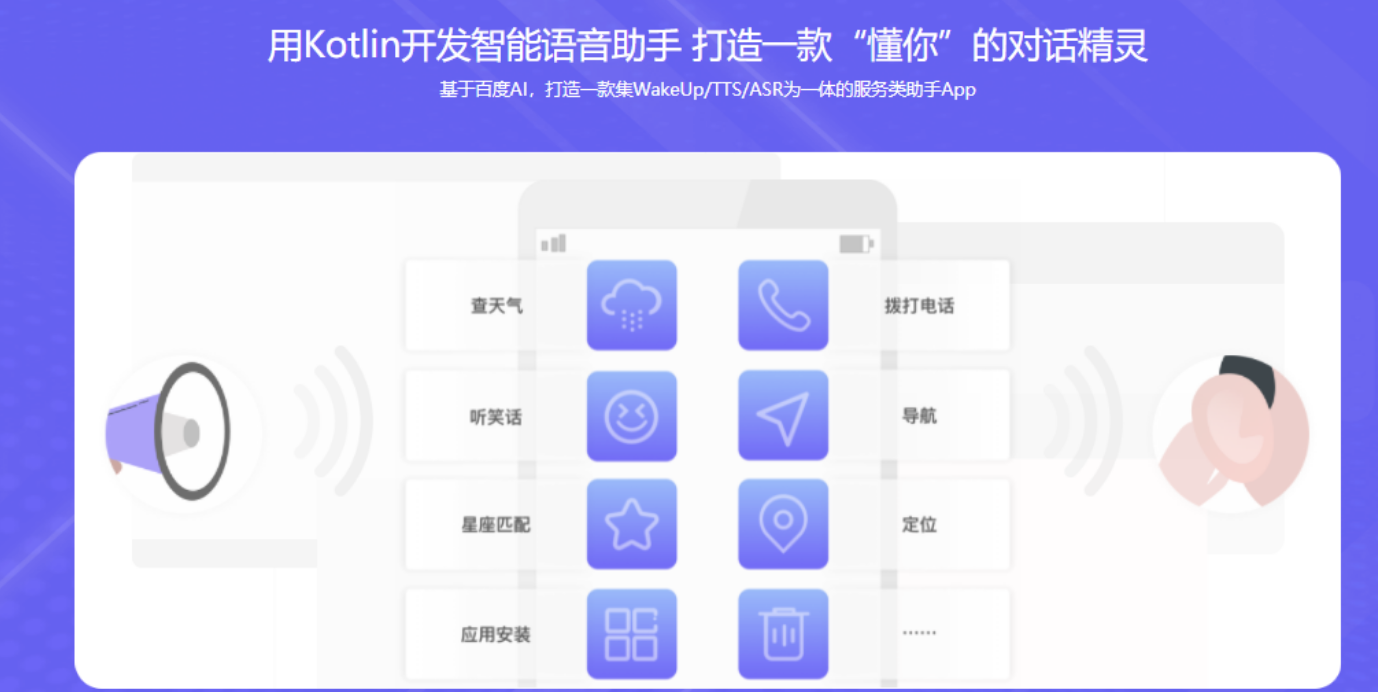 用Kotlin开发智能语音助手 打造一款“懂你”的对话精灵
基于百度AI，打造一款集WakeUp/TTS/ASR为一体的服务类助手App
查天气
拨打电话
听笑话
导航
星座匹配
定位
应用安装
……